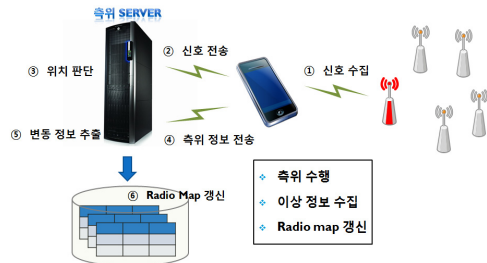 측위 SERVER
② 신호 전송
① 신호 수집
③ 위치 판단
⑤ 변동 정보 추출
④ 측위 정보 전송
⑥ Radio Map 갱신
측위 수행
이상 정보 수집
Radio map 갱신